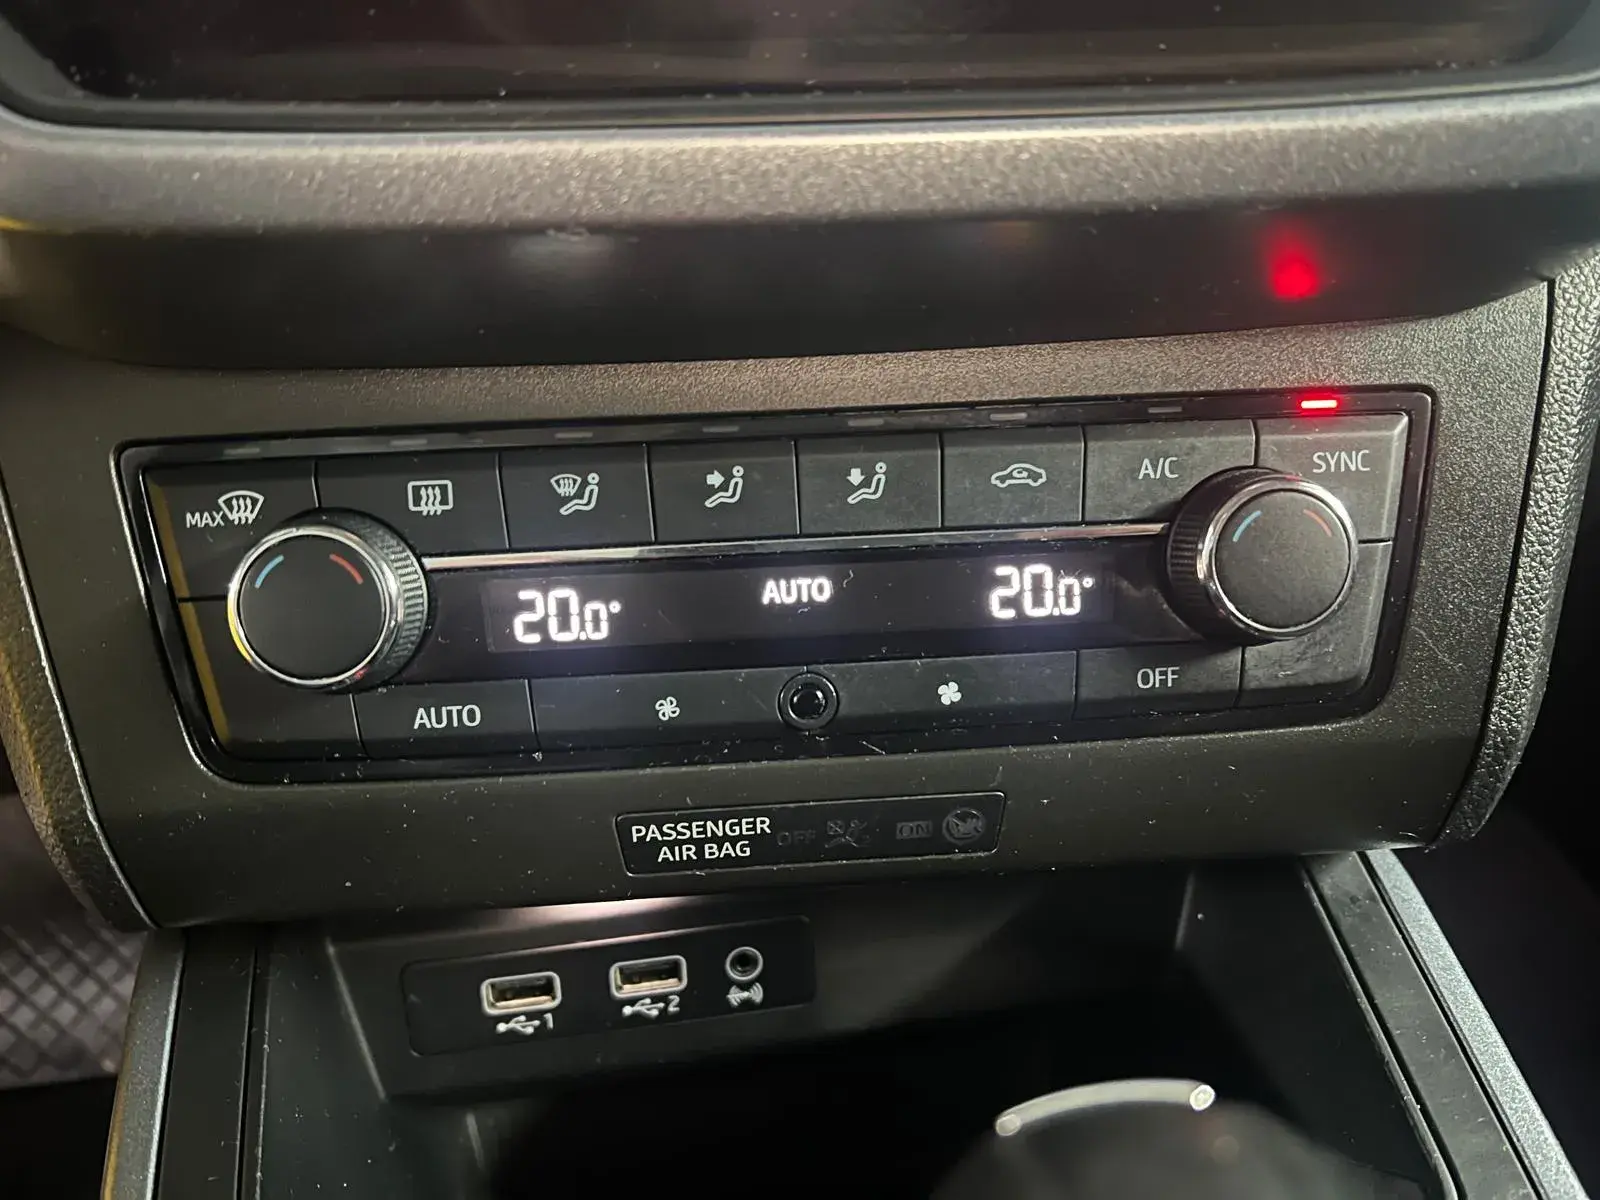 MAX
A/C
SYNC
20.0°
AUTO
20.0°
AUTO
OFF
PASSENGER
AIR BAG
OFF
ON
1
2